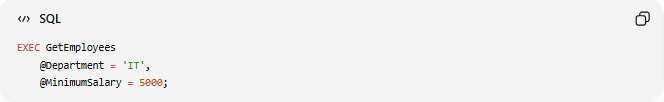 SQL
EXEC GetEmployees
    @Department = 'IT',
    @MinimumSalary = 5000;